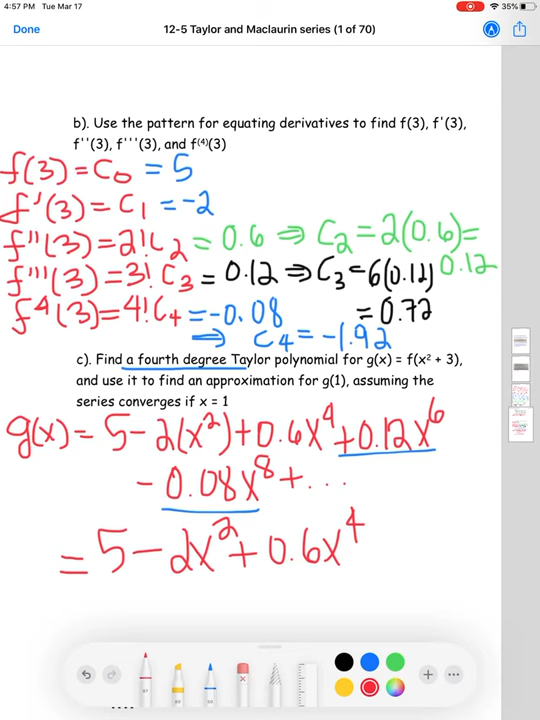 4:57 PM Tue Mar 17
35%
Done
12-5 Taylor and Maclaurin series (1 of 70)
b). Use the pattern for equating derivatives to find f(3), f'(3),
f''(3), f'''(3), and f⁽⁴⁾(3)
f(3) = C₀ = 5
f'(3) = C₁ = -2
f''(3) = 2! C₂ = 0.6 ⇒ C₂ = 2(0.6) =
0.12
f'''(3) = 3! C₃ = 0.12 ⇒ C₃ = 6(0.12)
= 0.72
f⁴(3) = 4! C₄ = -0.08
⇒ C₄ = -1.92
c). Find a fourth degree Taylor polynomial for g(x) = f(x² + 3),
and use it to find an approximation for g(1), assuming the
series converges if x = 1
g(x) = 5 - 2(x²) + 0.6x⁴ + 0.12x⁶
- 0.08x⁸ + ...
= 5 - 2x² + 0.6x⁴